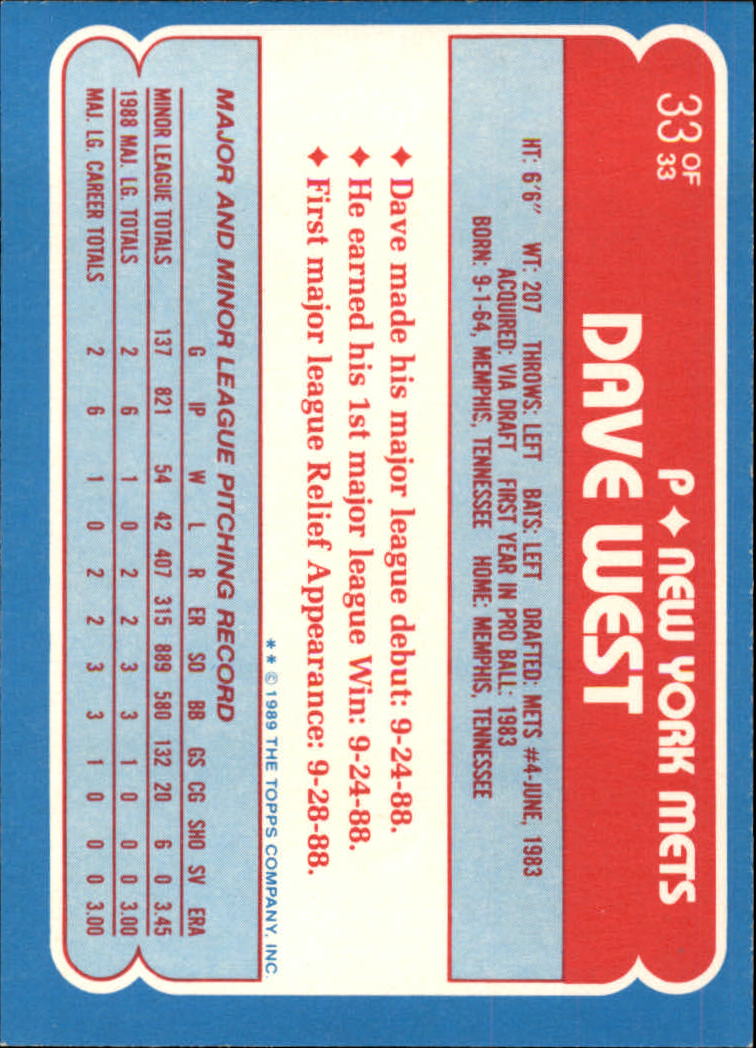 33 OF 33
P ♦ NEW YORK METS
DAVE WEST
HT: 6'6" WT: 207 THROWS: LEFT BATS: LEFT DRAFTED: METS #4-JUNE, 1983
ACQUIRED: VIA DRAFT FIRST YEAR IN PRO BALL: 1983
BORN: 9-1-64, MEMPHIS, TENNESSEE HOME: MEMPHIS, TENNESSEE
♦ Dave made his major league debut: 9-24-88.
♦ He earned his 1st major league Win: 9-24-88.
♦ First major league Relief Appearance: 9-28-88.
* * © 1989 THE TOPPS COMPANY, INC.
MAJOR AND MINOR LEAGUE PITCHING RECORD
G IP W L R ER SO BB GS CG SHO SV ERA
MINOR LEAGUE TOTALS 137 821 54 42 407 315 889 580 132 20 6 0 3.45
1988 MAJ. LG. TOTALS 2 6 1 0 2 2 3 3 1 0 0 0 3.00
MAJ. LG. CAREER TOTALS 2 6 1 0 2 2 3 3 1 0 0 0 3.00